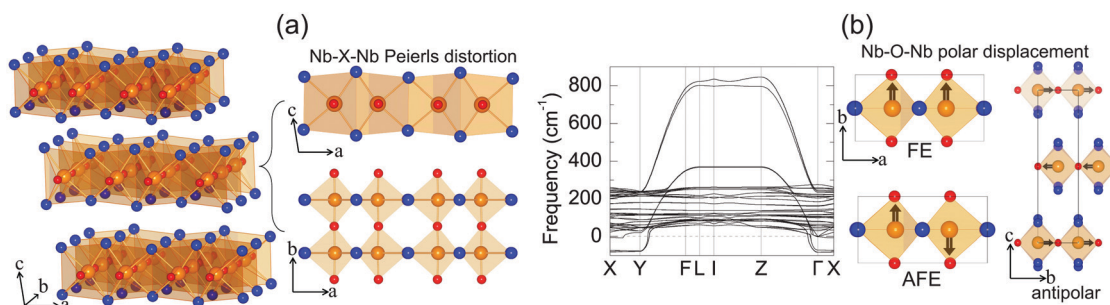 (a)
Nb-X-Nb Peierls distortion
c
a
b
a
c
b
a
Frequency (cm⁻¹)
800
600
400
200
0
X Y F L I Z Γ X
(b)
Nb-O-Nb polar displacement
b
a
FE
AFE
c
b
antipolar